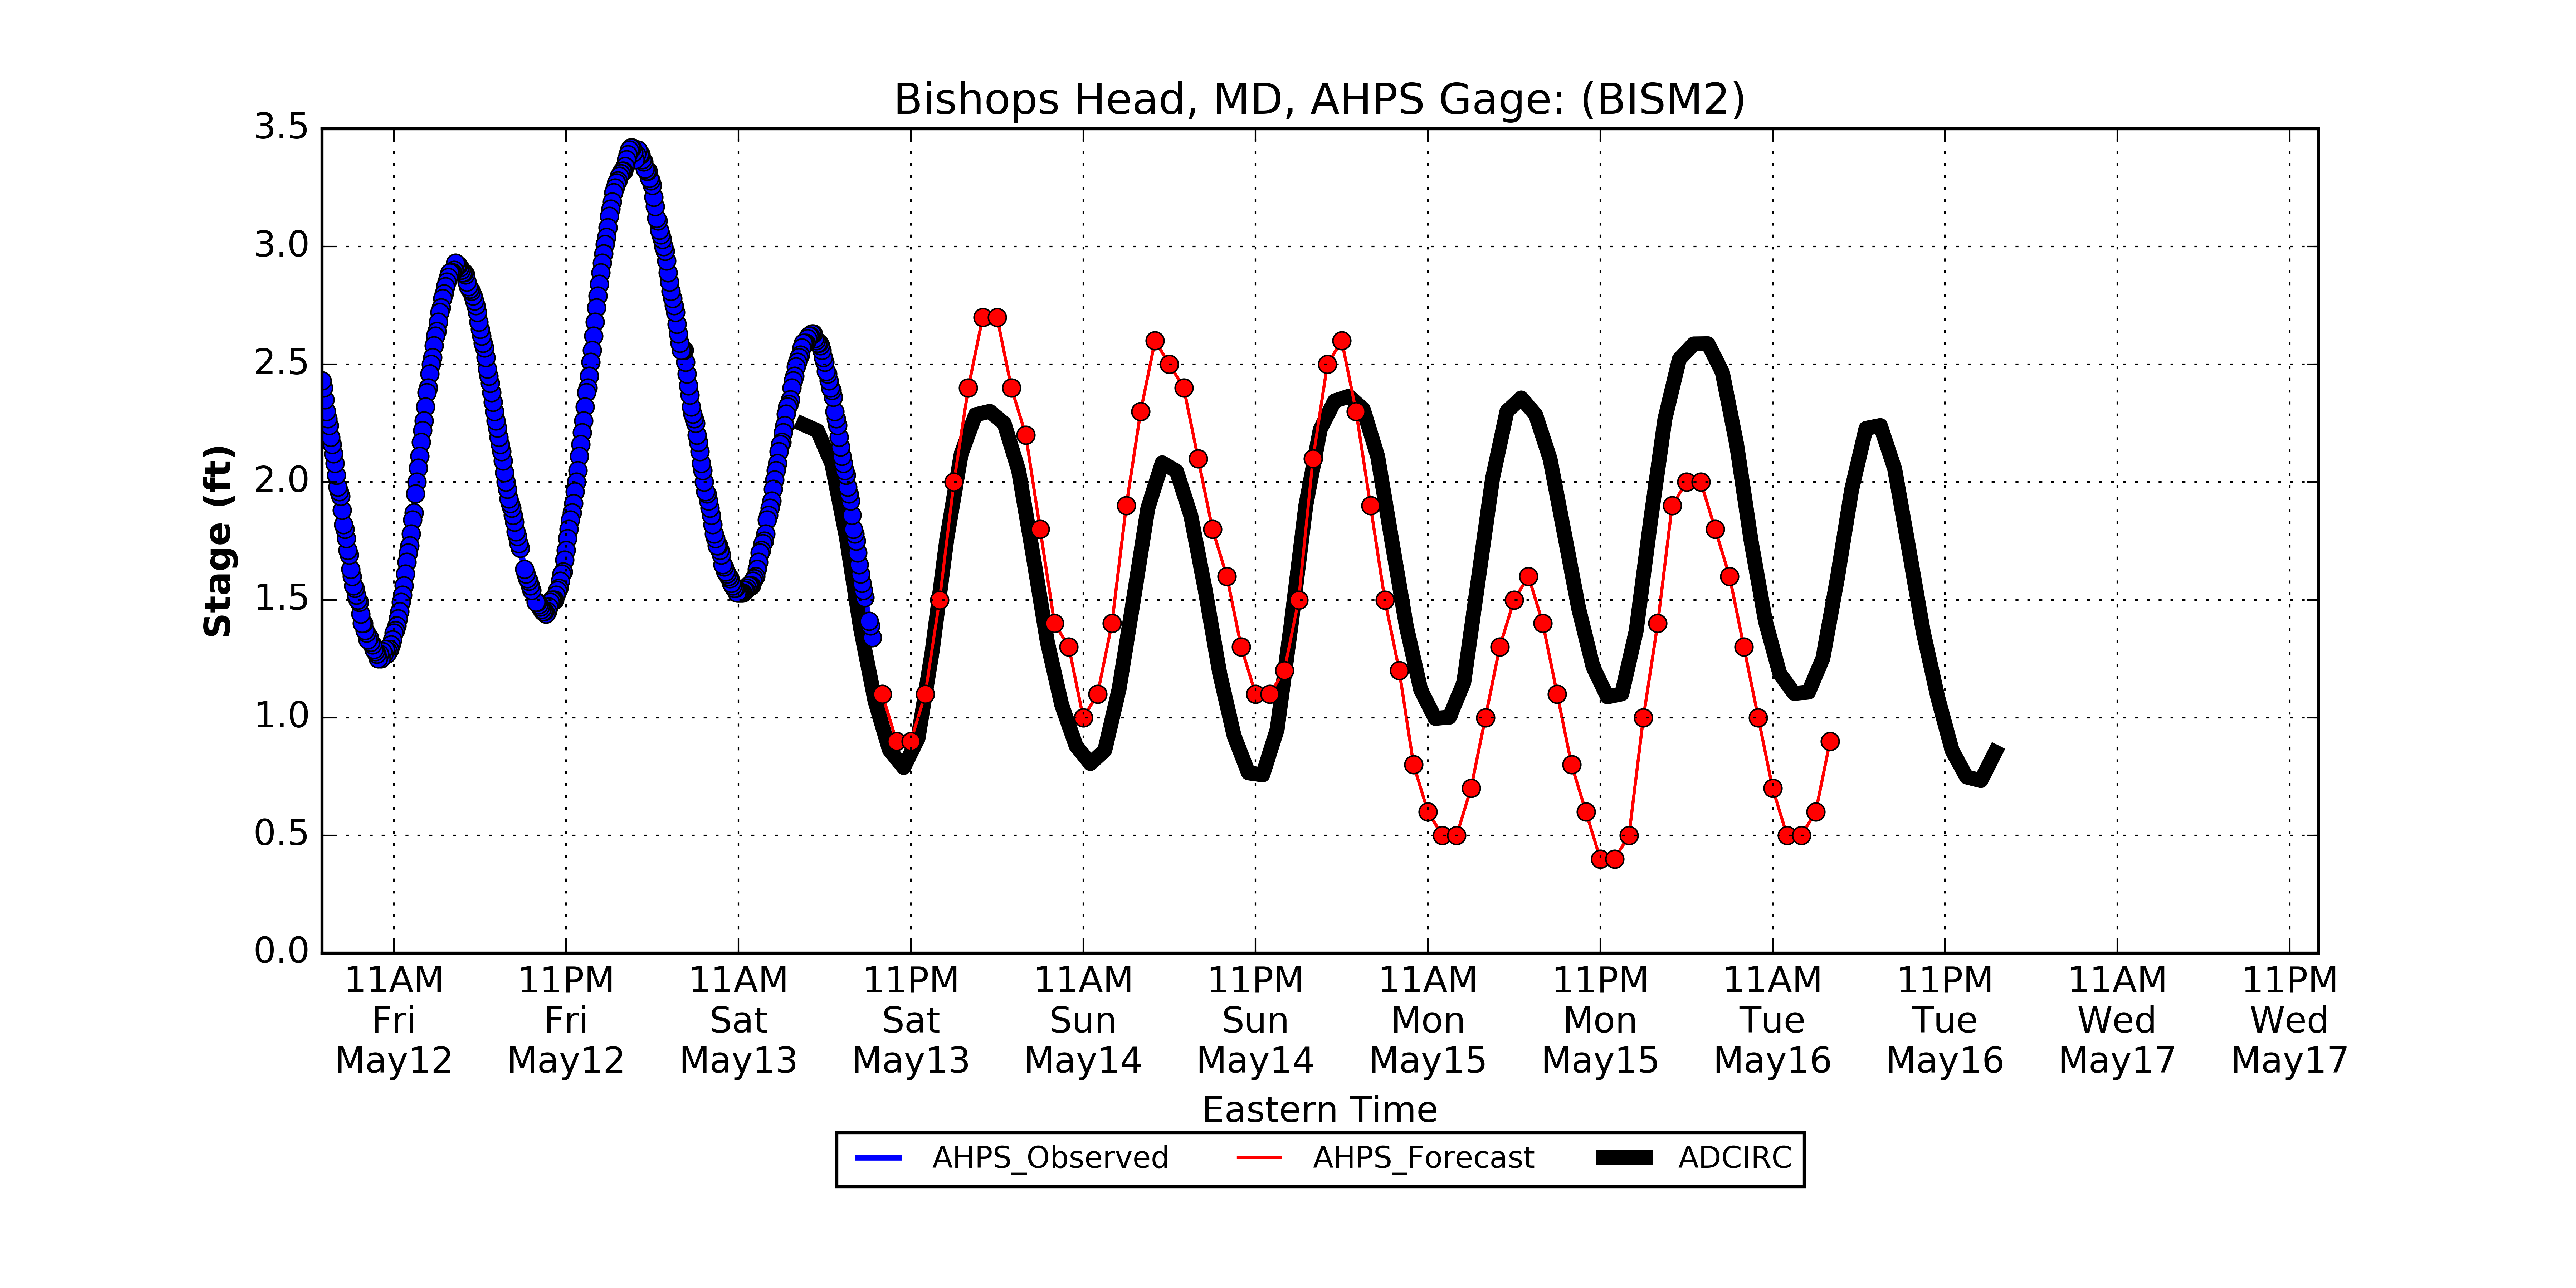 Bishops Head, MD, AHPS Gage: (BISM2)
Stage (ft)
3.5
3.0
2.5
2.0
1.5
1.0
0.5
0.0
11AM 11PM 11AM 11PM 11AM 11PM 11AM 11PM 11AM 11PM 11AM 11PM
Fri Fri Sat Sat Sun Sun Mon Mon Tue Tue Wed Wed
May12 May12 May13 May13 May14 May14 May15 May15 May16 May16 May17 May17
Eastern Time
AHPS_Observed AHPS_Forecast ADCIRC